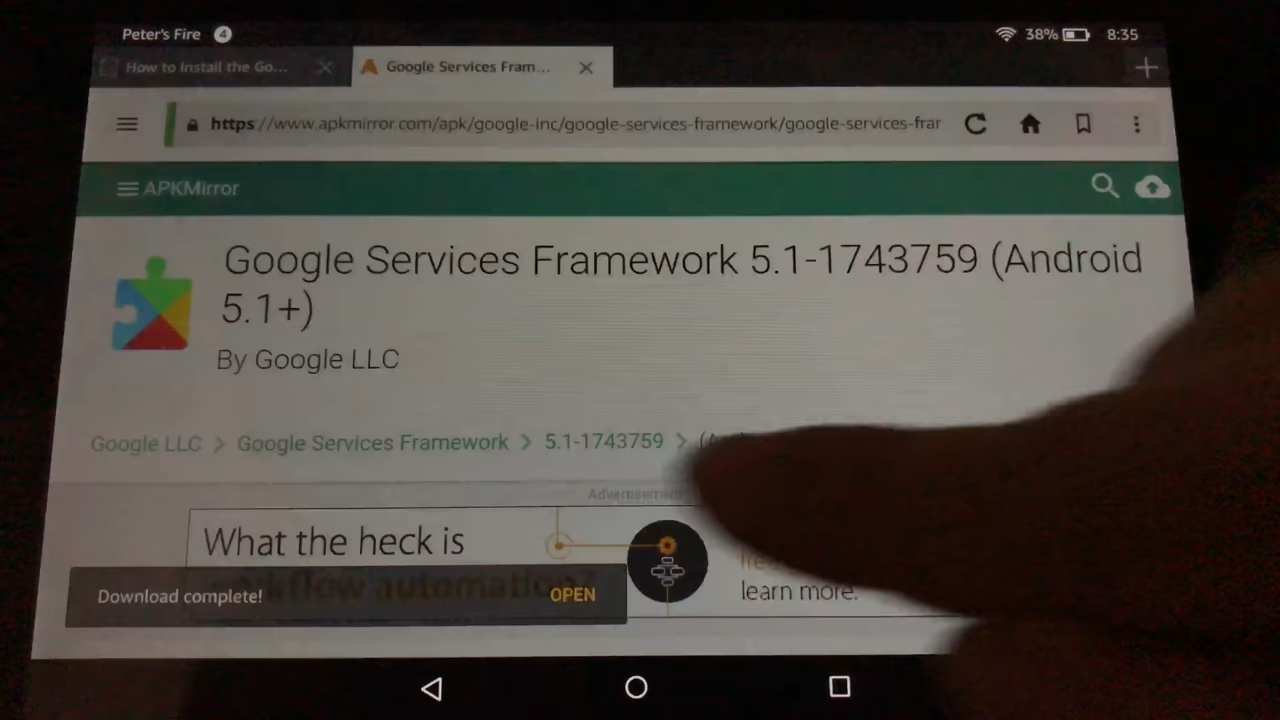 Peter's Fire 4
38% 8:35
How to Install the Go...
Google Services Fram...
https://www.apkmirror.com/apk/google-inc/google-services-framework/google-services-frar
APKMirror
Google Services Framework 5.1-1743759 (Android
5.1+)
By Google LLC
Google LLC > Google Services Framework > 5.1-1743759 >
Advertisement
What the heck is
workflow automation?
learn more.
Download complete! OPEN